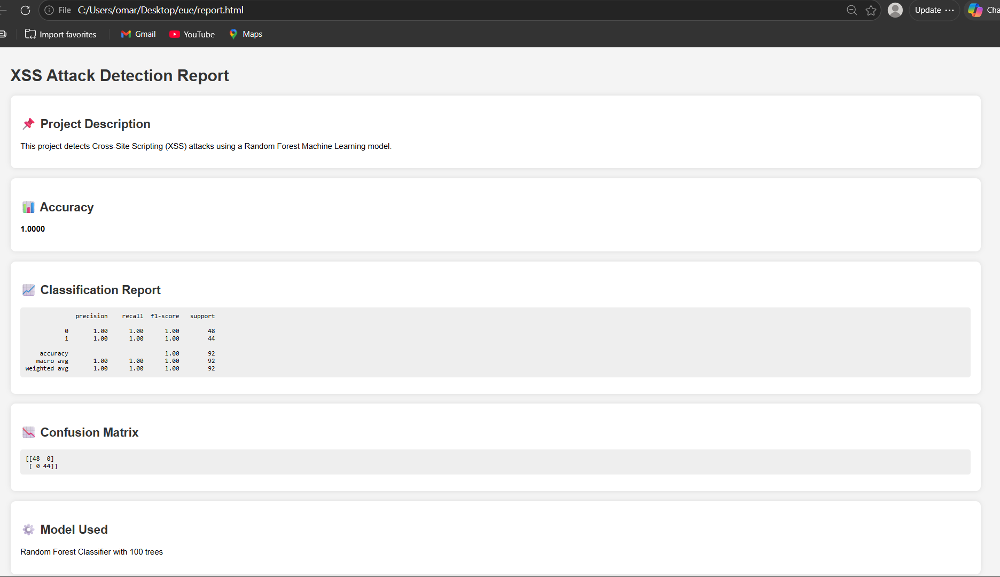 File C:/Users/omar/Desktop/eue/report.html
Update
Import favorites
Gmail
YouTube
Maps
XSS Attack Detection Report
Project Description
This project detects Cross-Site Scripting (XSS) attacks using a Random Forest Machine Learning model.
Accuracy
1.0000
Classification Report
precision recall f1-score support
0 1.00 1.00 1.00 48
1 1.00 1.00 1.00 44
accuracy 1.00 92
macro avg 1.00 1.00 1.00 92
weighted avg 1.00 1.00 1.00 92
Confusion Matrix
[[48 0]
[ 0 44]]
Model Used
Random Forest Classifier with 100 trees